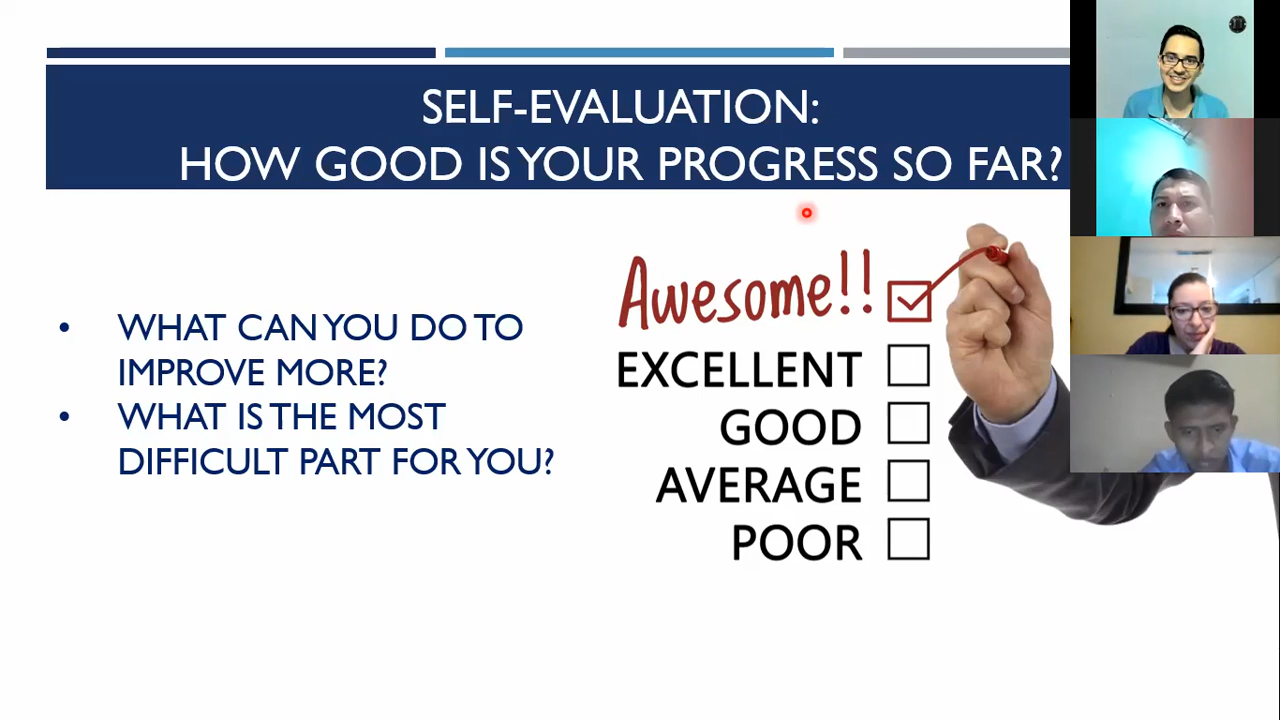 SELF-EVALUATION:
HOW GOOD IS YOUR PROGRESS SO FAR?
• WHAT CAN YOU DO TO
IMPROVE MORE?
• WHAT IS THE MOST
DIFFICULT PART FOR YOU?
Awesome!!
EXCELLENT
GOOD
AVERAGE
POOR